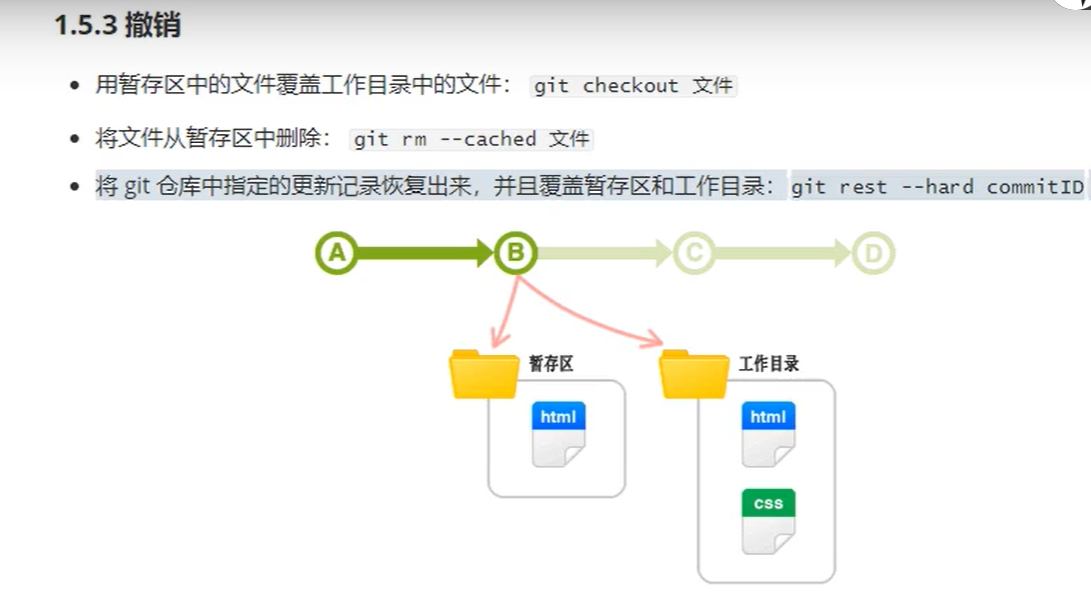 1.5.3 撤销
用暂存区中的文件覆盖工作目录中的文件： git checkout 文件
将文件从暂存区中删除： git rm --cached 文件
将 git 仓库中指定的更新记录恢复出来，并且覆盖暂存区和工作目录： git rest --hard commitID
A B C D
暂存区 工作目录
html html
css